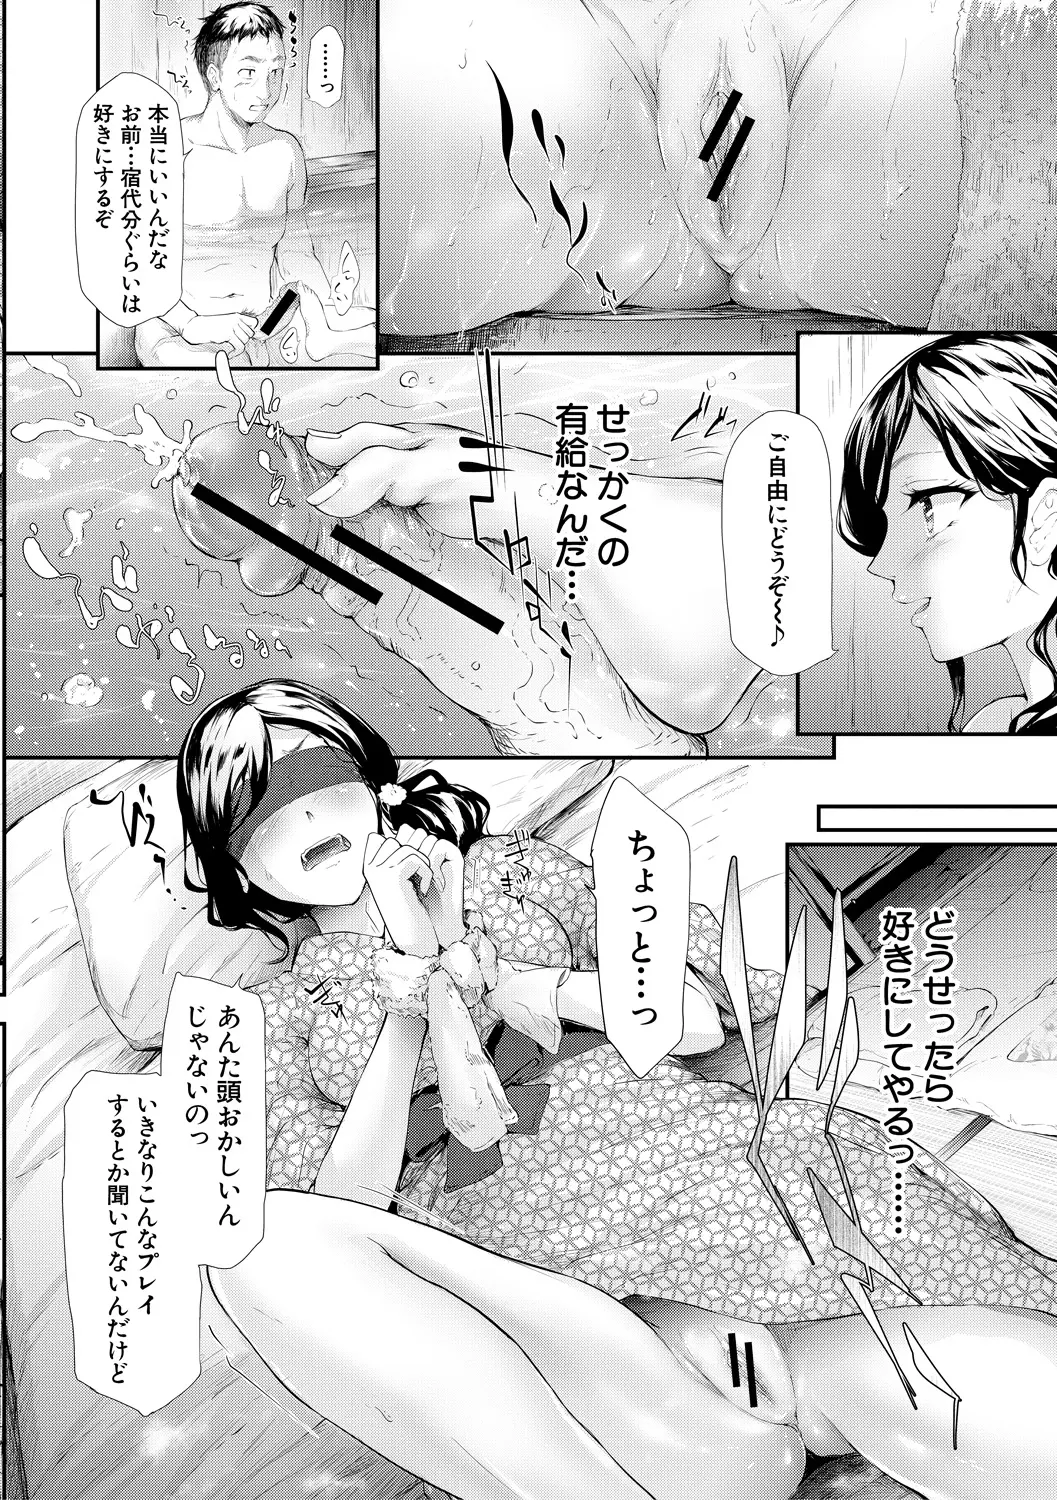 ……っ
本当にいいんだな
お前…宿代分ぐらいは
好きにするぞ
ご自由にどうぞ～♪
せっかくの
有給なんだ…
どうせったら
好きにしてやるっ……
ちょっと…っ
あんた頭おかしいん
じゃないのっ
いきなりこんなプレイ
するとか聞いてないんだけど